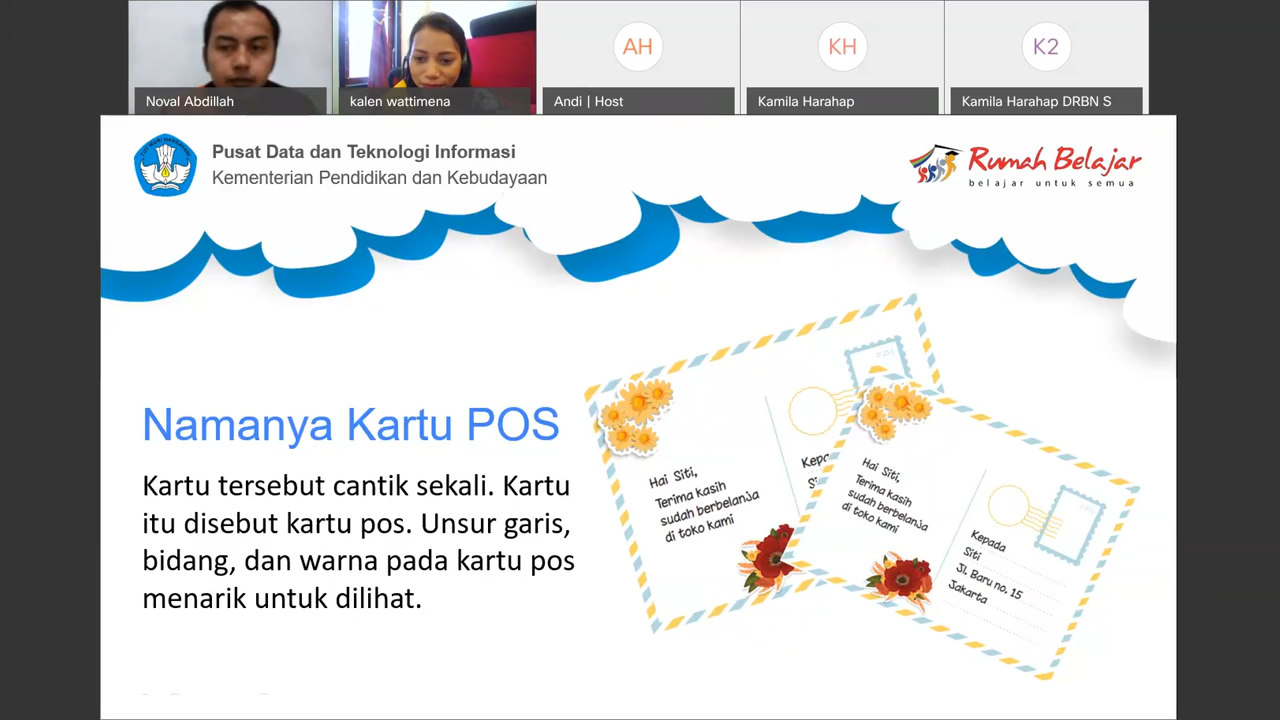 AH
KH
K2
Noval Abdillah
kalen wattimena
Andi | Host
Kamila Harahap
Kamila Harahap DRBN S
Pusat Data dan Teknologi Informasi
Kementerian Pendidikan dan Kebudayaan
Rumah Belajar
belajar untuk semua
Namanya Kartu POS
Kartu tersebut cantik sekali. Kartu
itu disebut kartu pos. Unsur garis,
bidang, dan warna pada kartu pos
menarik untuk dilihat.
Hai Siti,
Terima kasih
sudah berbelanja
di toko kami
Hai Siti,
Terima kasih
sudah berbelanja
di toko kami
Kepada
Siti
Jl. Baru no. 15
Jakarta